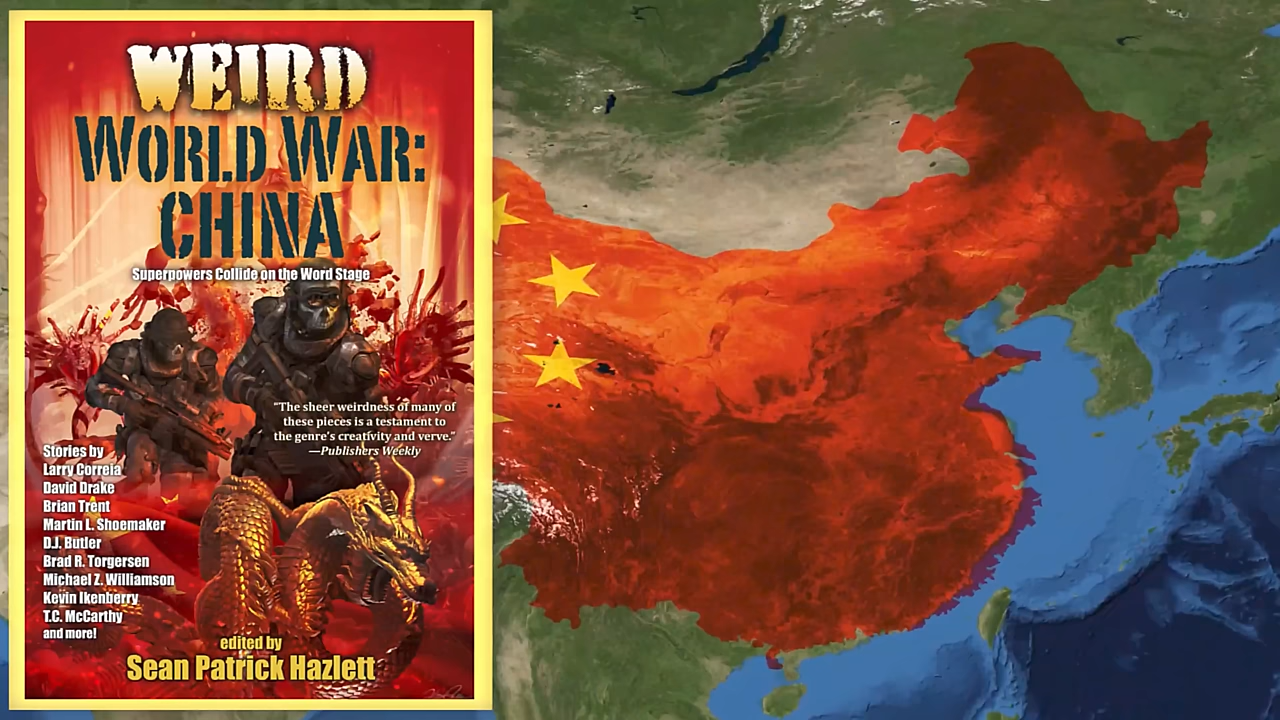 WEIRD
WORLD WAR:
CHINA
Superpowers Collide on the Word Stage
“The sheer weirdness of many of
these pieces is a testament to
the genre’s creativity and verve.”
—Publishers Weekly
Stories by
Larry Correia
David Drake
Brian Trent
Martin L. Shoemaker
D.J. Butler
Brad R. Torgersen
Michael Z. Williamson
Kevin Ikenberry
T.C. McCarthy
and more!
edited by
Sean Patrick Hazlett